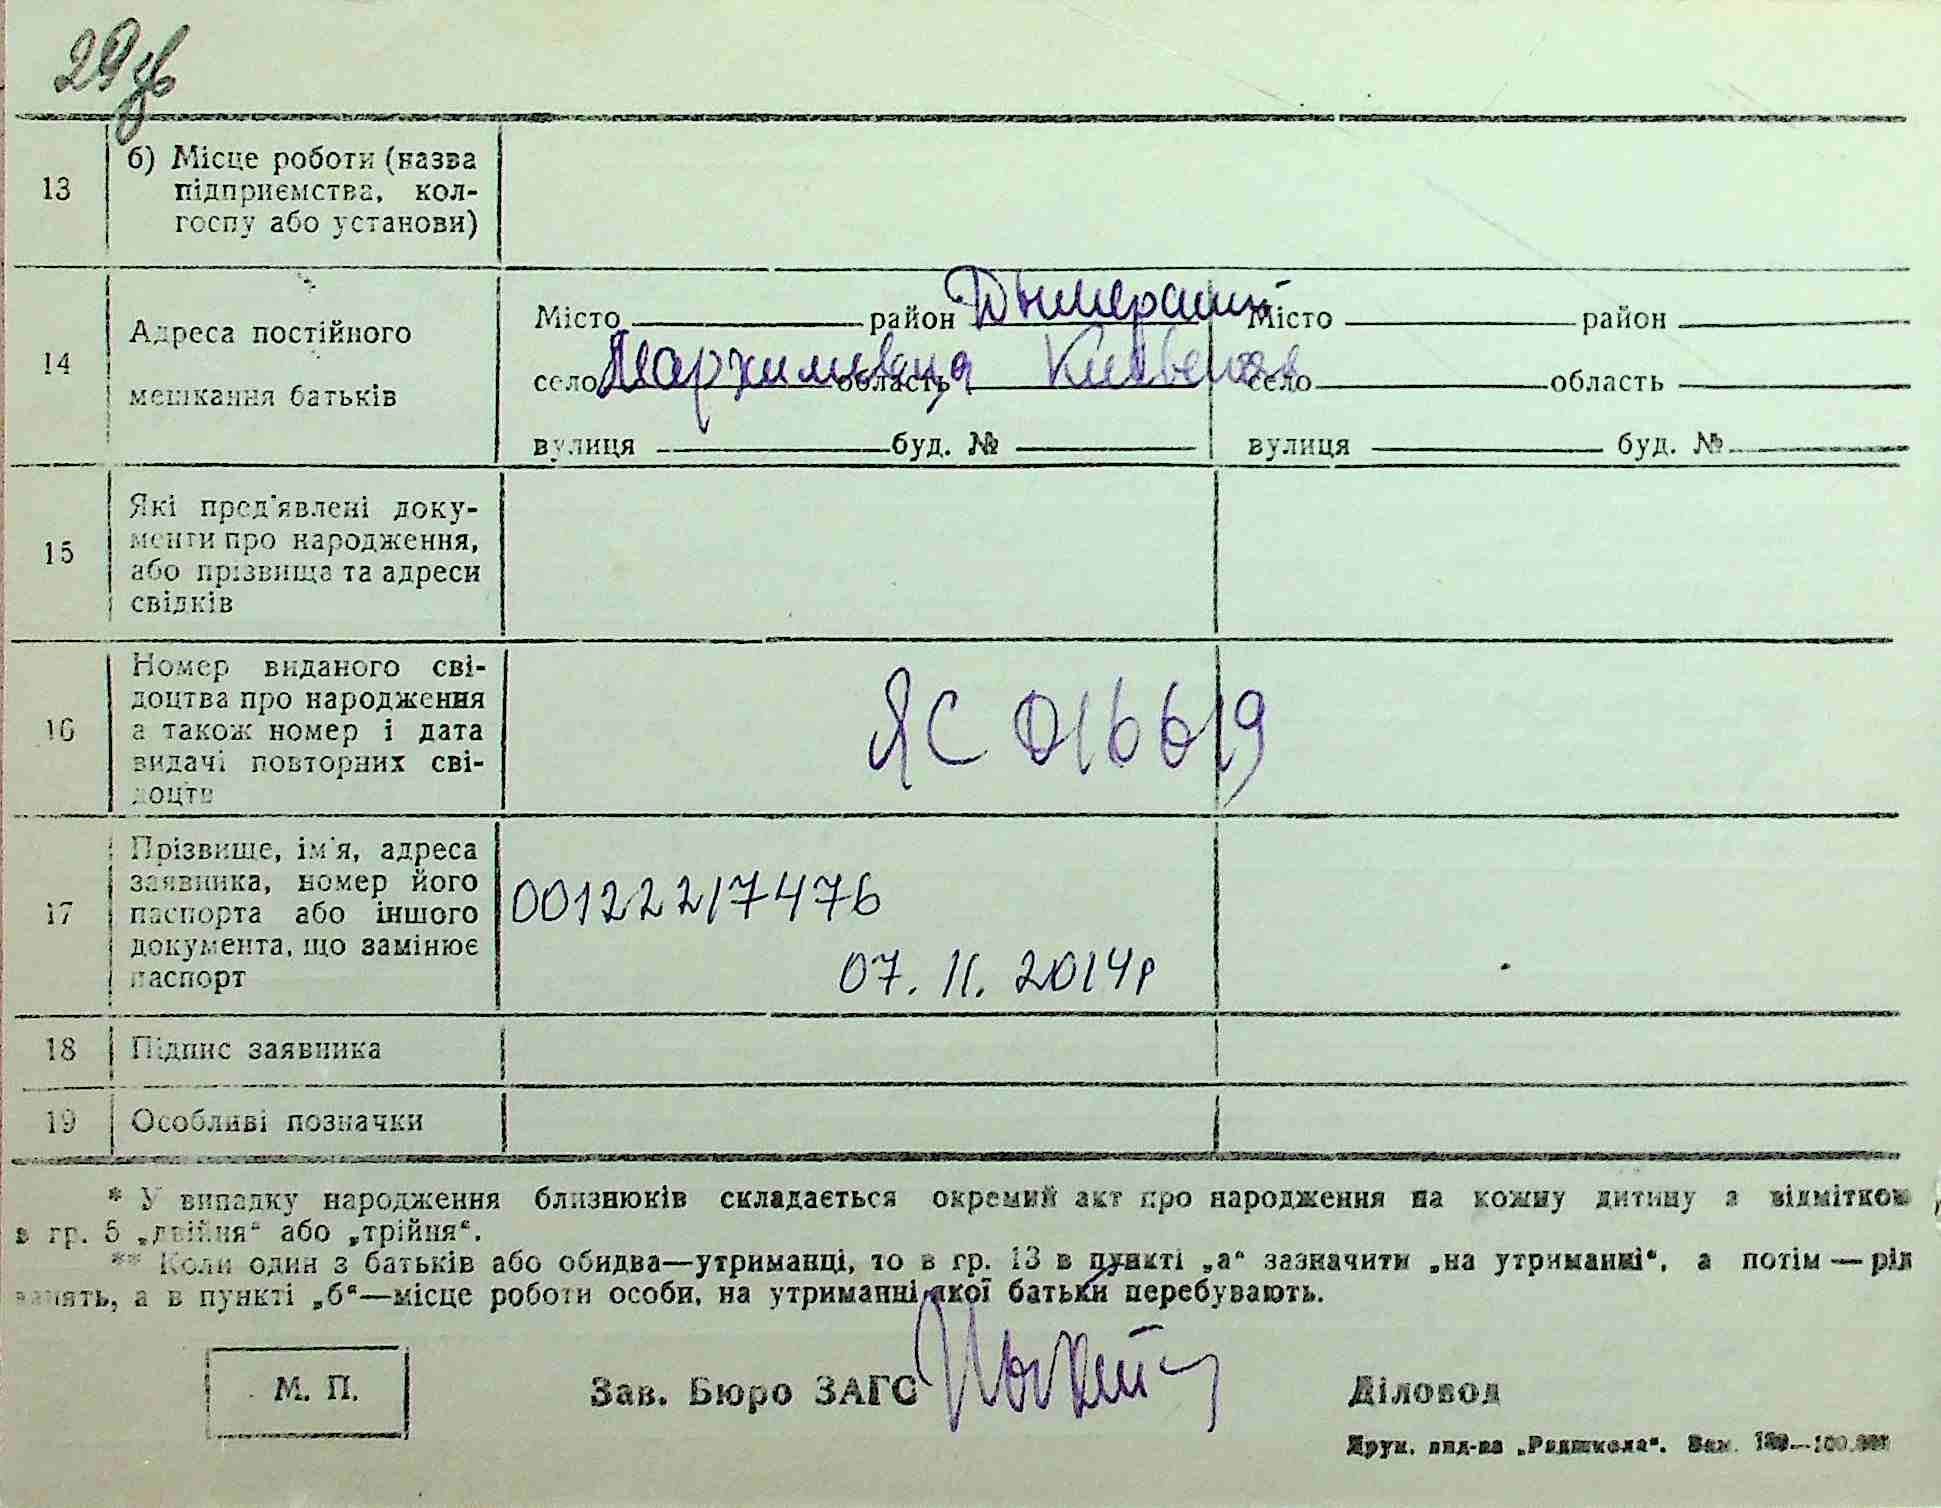 29зв
13
б) Місце роботи (назва
підприємства, кол-
госпу або установи)
14
Адреса постійного
мешкання батьків
Місто район Дымерский Місто район
село область село область
вулиця буд. № вулиця буд. №
15
Які пред'явлені доку-
менти про народження,
або прізвища та адреси
свідків
16
Номер виданого сві-
доцтва про народження
а також номер і дата
видачі повторних сві-
доцтв
ЯС 016619
17
Прізвище, ім'я, адреса
заявника, номер його
паспорта або іншого
документа, що замінює
паспорт
00122217476
07. 11. 2014р
18 Підпис заявника
19 Особливі позначки
* У випадку народження близнюків складається окремий акт про народження на кожну дитину з відміткою
в гр. 5 „двійня“ або „трійня“.
** Коли один з батьків або обидва—утриманці, то в гр. 13 в пункті „а“ зазначити „на утриманні“, а потім — рід
занять, а в пункті „б“—місце роботи особи, на утриманні якої батьки перебувають.
М. П.
Зав. Бюро ЗАГС
Діловод
Друк. вид-ва „Радшкола“. Зам.